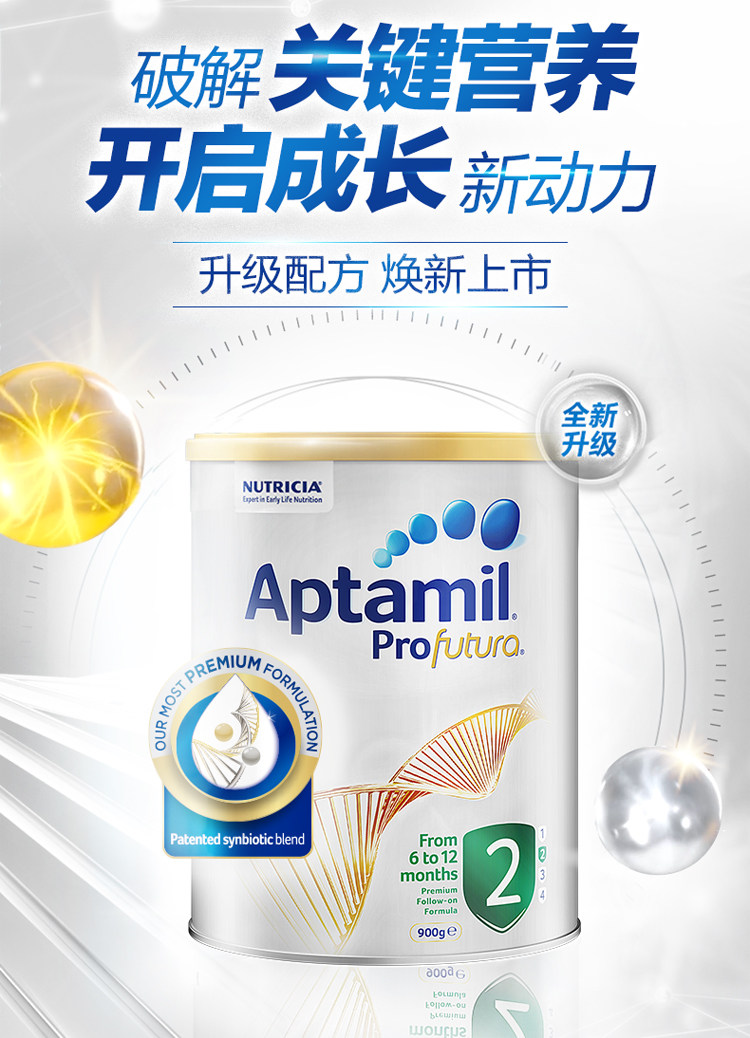 破解 关键营养
开启成长 新动力
升级配方 焕新上市
全新
升级
NUTRICIA
Expert in Early Life Nutrition
Aptamil®
Profutura®
OUR MOST PREMIUM FORMULATION
Patented synbiotic blend
From
6 to 12
months
Premium
Follow-on
Formula
900g e
2
1
2
3
4